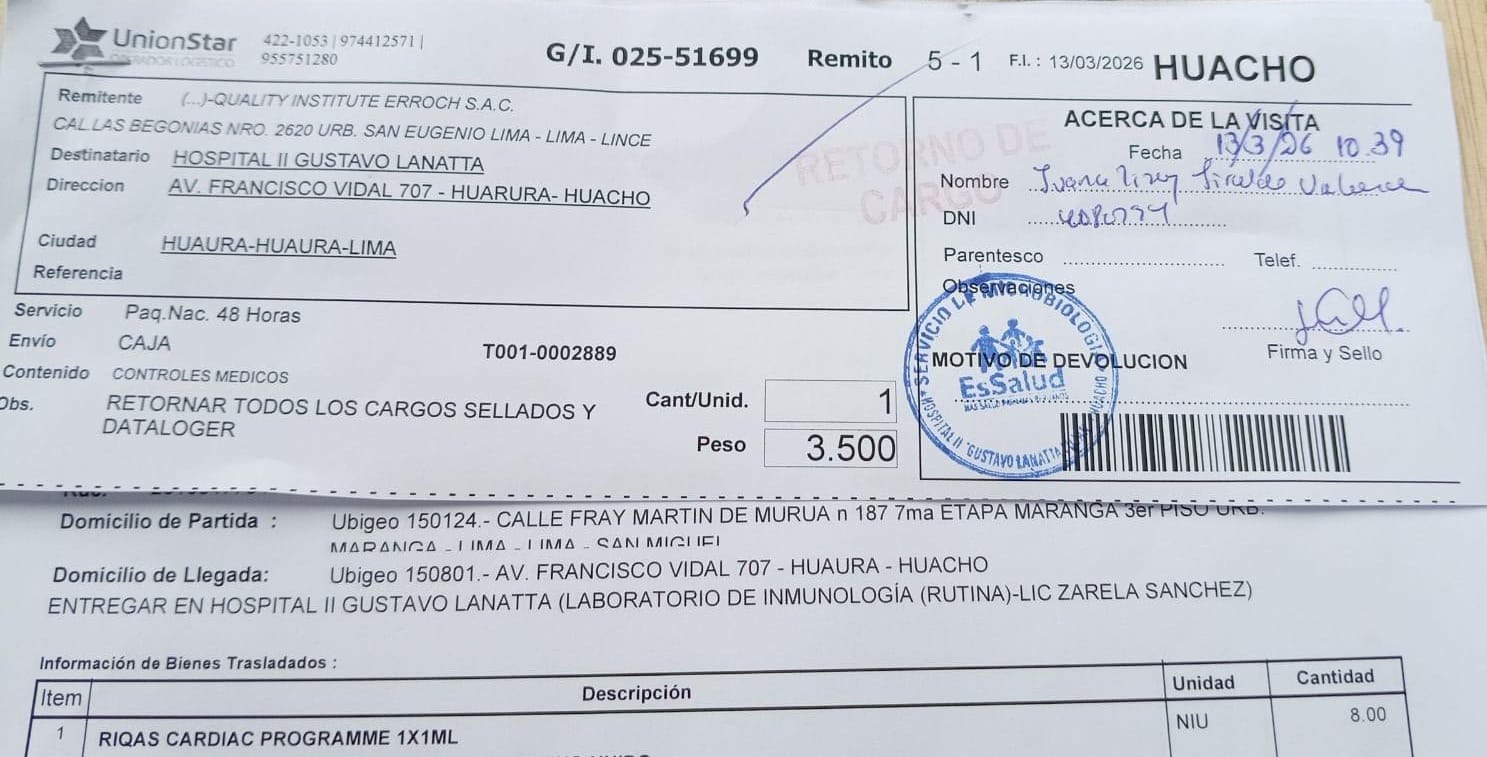 UnionStar 422-1053 | 974412571 |
OPERADOR LOGISTICO 955751280
G/I. 025-51699 Remito 5 - 1 F.I. : 13/03/2026 HUACHO
Remitente (...)-QUALITY INSTITUTE ERROCH S.A.C.
CAL LAS BEGONIAS NRO. 2620 URB. SAN EUGENIO LIMA - LIMA - LINCE
Destinatario HOSPITAL II GUSTAVO LANATTA
Direccion AV. FRANCISCO VIDAL 707 - HUARURA- HUACHO
Ciudad HUAURA-HUAURA-LIMA
Referencia
RETORNO DE
CARGO
ACERCA DE LA VISITA
Fecha 13/3/26 10.39
Nombre
DNI
Parentesco Telef.
Observaciones
Firma y Sello
MOTIVO DE DEVOLUCION
SERVICIO DE MICROBIOLOGIA
EsSalud
HOSPITAL II "GUSTAVO LANATTA HUACHO
Servicio Paq.Nac. 48 Horas
Envío CAJA
T001-0002889
Contenido CONTROLES MEDICOS
Obs. RETORNAR TODOS LOS CARGOS SELLADOS Y
DATALOGER
Cant/Unid. 1
Peso 3.500
Domicilio de Partida : Ubigeo 150124.- CALLE FRAY MARTIN DE MURUA n 187 7ma ETAPA MARANGA 3er PISO URB.
MARANGA - LIMA - LIMA - SAN MIGUEL
Domicilio de Llegada: Ubigeo 150801.- AV. FRANCISCO VIDAL 707 - HUAURA - HUACHO
ENTREGAR EN HOSPITAL II GUSTAVO LANATTA (LABORATORIO DE INMUNOLOGÍA (RUTINA)-LIC ZARELA SANCHEZ)
Información de Bienes Trasladados :
Item Descripción Unidad Cantidad
1 RIQAS CARDIAC PROGRAMME 1X1ML NIU 8.00